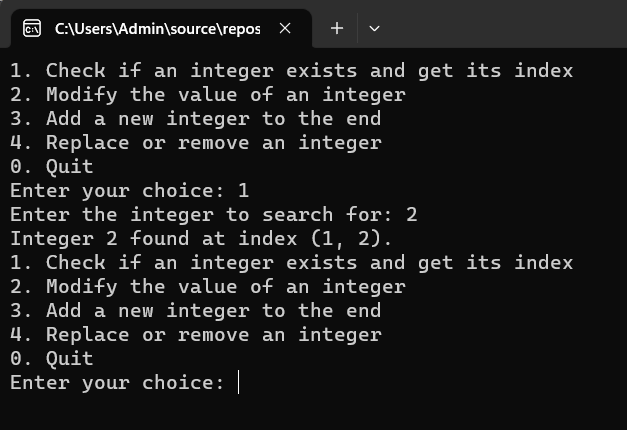 C:\Users\Admin\source\repos
1. Check if an integer exists and get its index
2. Modify the value of an integer
3. Add a new integer to the end
4. Replace or remove an integer
0. Quit
Enter your choice: 1
Enter the integer to search for: 2
Integer 2 found at index (1, 2).
1. Check if an integer exists and get its index
2. Modify the value of an integer
3. Add a new integer to the end
4. Replace or remove an integer
0. Quit
Enter your choice: